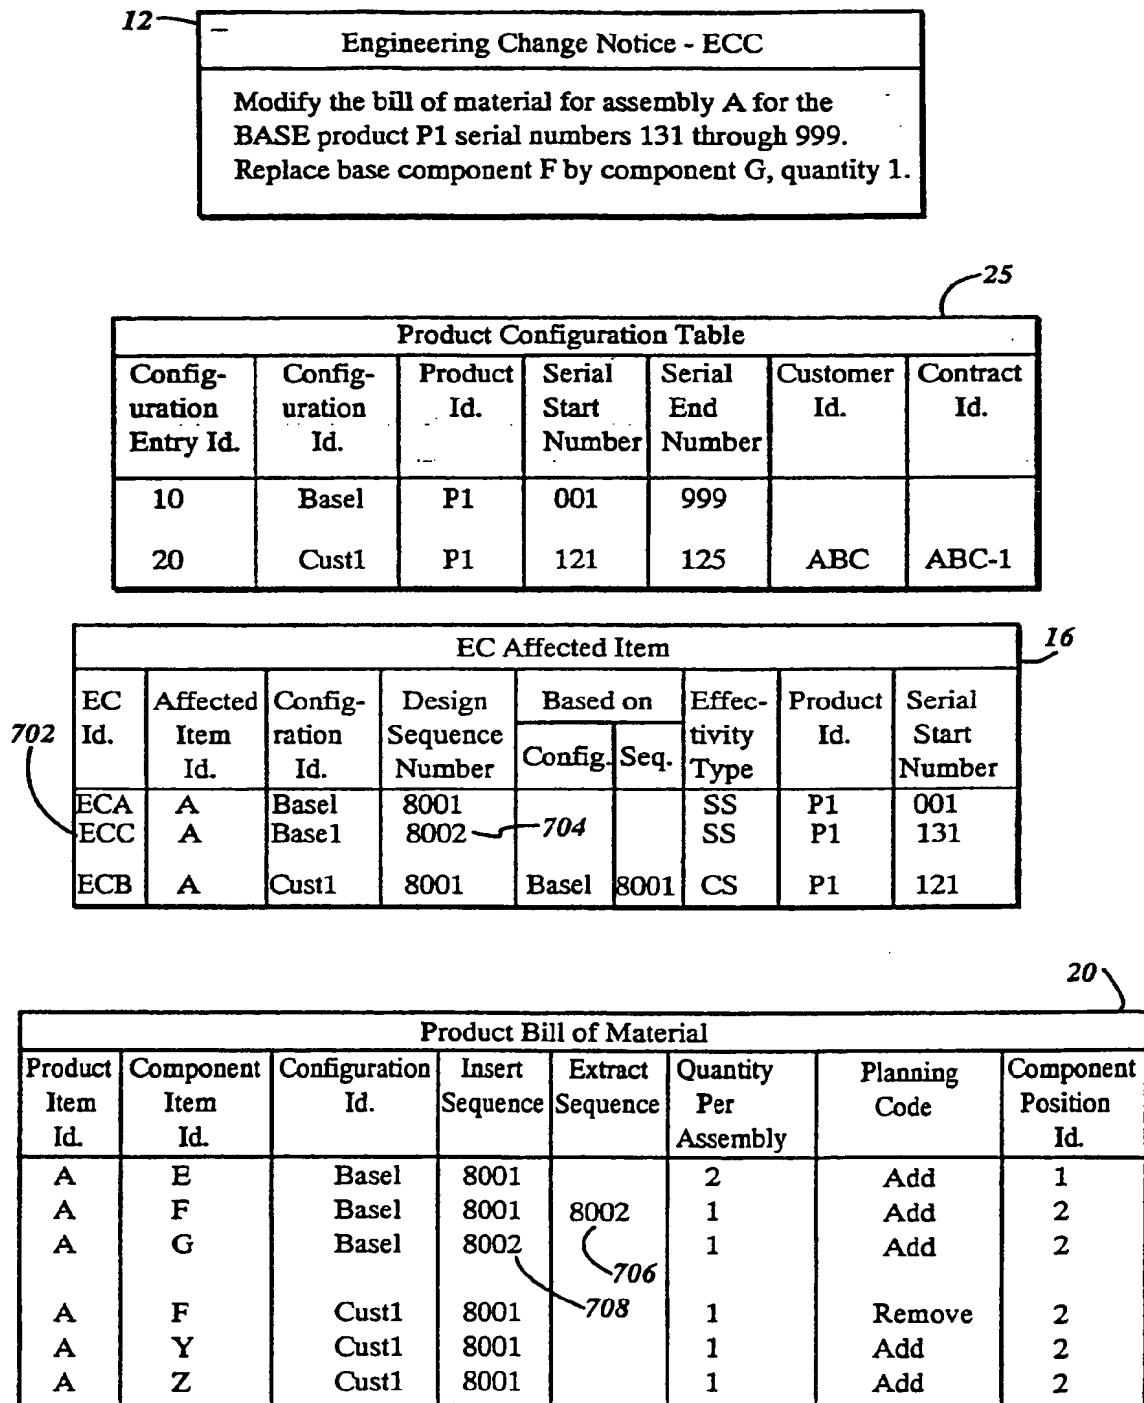 12
Engineering Change Notice - ECC
Modify the bill of material for assembly A for the
BASE product P1 serial numbers 131 through 999.
Replace base component F by component G, quantity 1.
25
Product Configuration Table
Config- Config- Product Serial Serial Customer Contract
uration uration Id. Start End Id. Id.
Entry Id. Id. Number Number
10 Basel P1 001 999
20 Cust1 P1 121 125 ABC ABC-1
EC Affected Item
16
EC Affected Config- Design Based on Effec- Product Serial
702 Id. Item ration Sequence Config. Seq. tivity Id. Start
Id. Id. Number Type Number
ECA A Basel 8001 SS P1 001
ECC A Base1 8002 704 SS P1 131
ECB A Cust1 8001 Basel 8001 CS P1 121
20
Product Bill of Material
Product Component Configuration Insert Extract Quantity Planning Component
Item Item Id. Sequence Sequence Per Code Position
Id. Id. Assembly Id.
A E Basel 8001 2 Add 1
A F Basel 8001 8002 1 Add 2
A G Basel 8002 1 Add 2
706
A F Cust1 8001 708 1 Remove 2
A Y Cust1 8001 1 Add 2
A Z Cust1 8001 1 Add 2